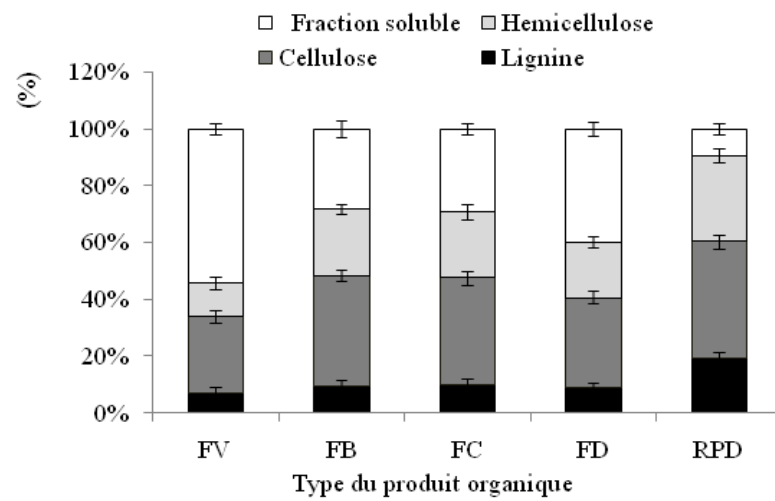 Fraction soluble Hemicellulose
Cellulose Lignine
(%)
120%
100%
80%
60%
40%
20%
0%
FV FB FC FD RPD
Type du produit organique